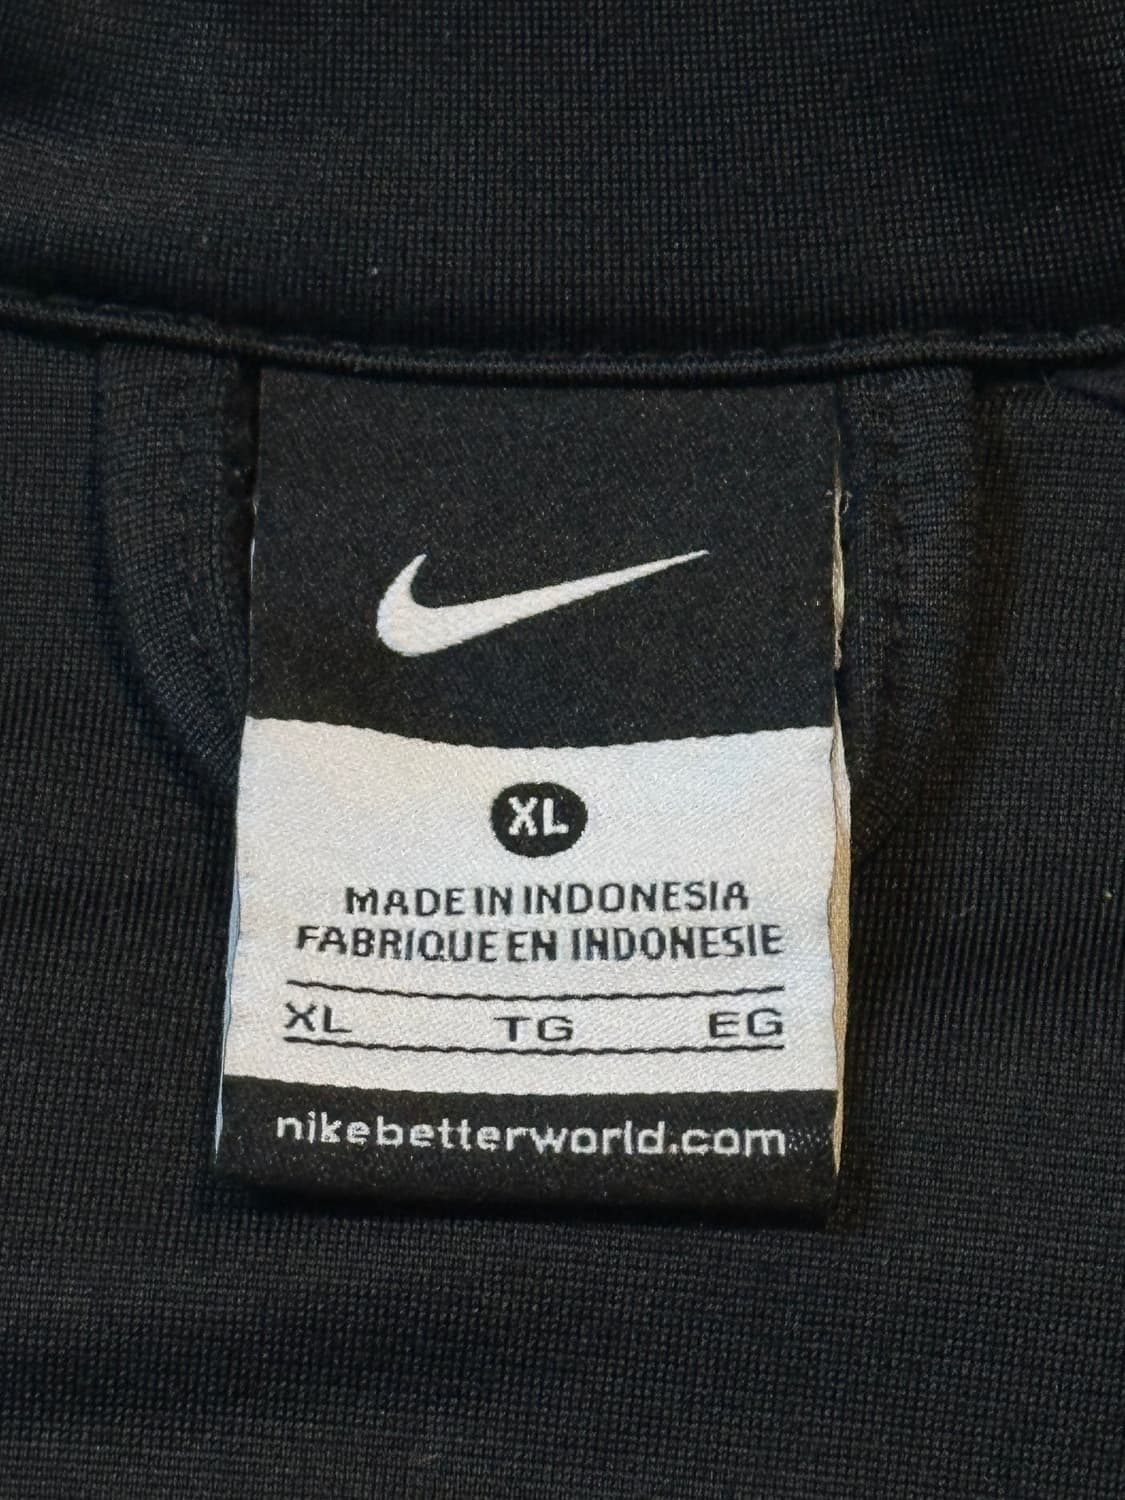 XL
MADE IN INDONESIA
FABRIQUE EN INDONESIE
XL TG EG
nikebetterworld.com